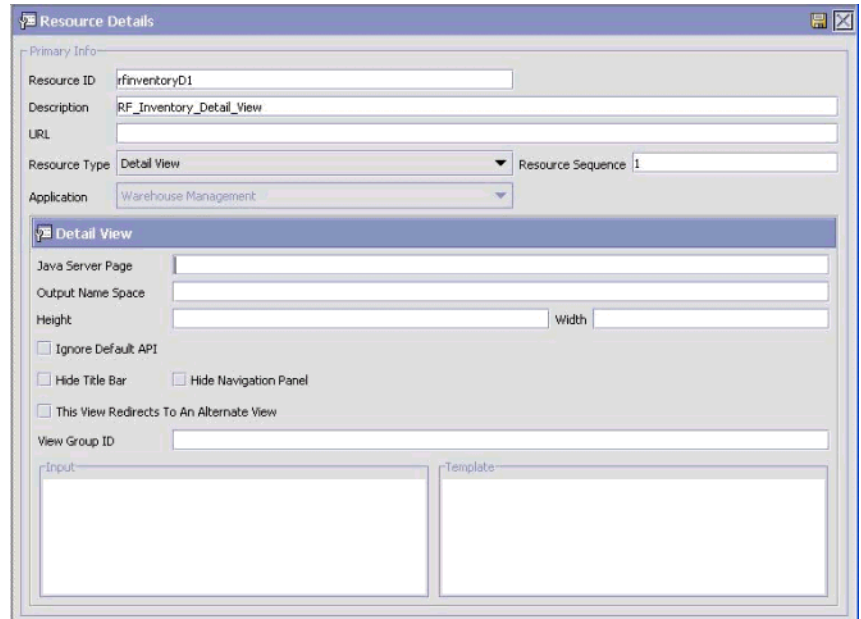 Resource Details
Primary Info
Resource ID rfinventoryD1
Description RF_Inventory_Detail_View
URL
Resource Type Detail View Resource Sequence 1
Application Warehouse Management
Detail View
Java Server Page
Output Name Space
Height Width
Ignore Default API
Hide Title Bar Hide Navigation Panel
This View Redirects To An Alternate View
View Group ID
Input Template